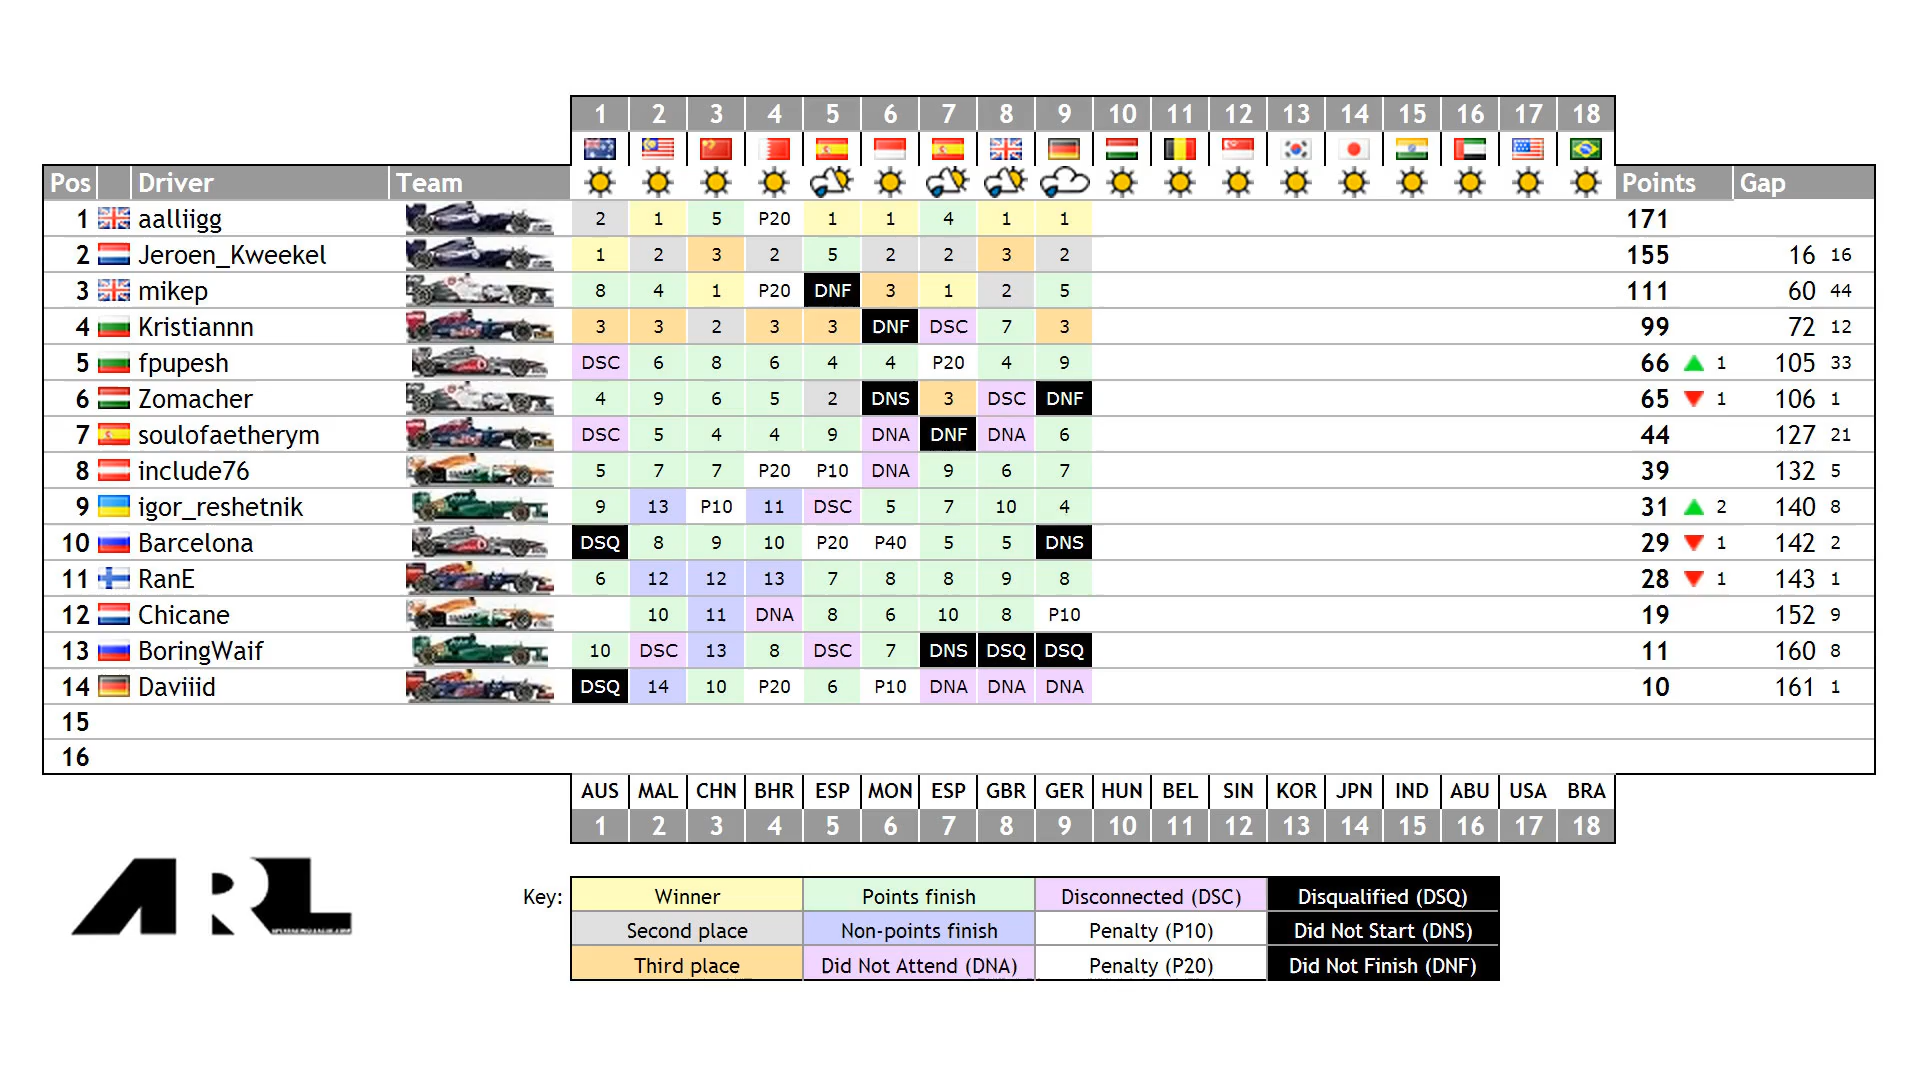 1 2 3 4 5 6 7 8 9 10 11 12 13 14 15 16 17 18
Pos Driver Team Points Gap
1 aalliigg 2 1 5 P20 1 1 4 1 1 171
2 Jeroen_Kweekel 1 2 3 2 5 2 2 3 2 155 16 16
3 mikep 8 4 1 P20 DNF 3 1 2 5 111 60 44
4 Kristiannn 3 3 2 3 3 DNF DSC 7 3 99 72 12
5 fpupesh DSC 6 8 6 4 4 P20 4 9 66 1 105 33
6 Zomacher 4 9 6 5 2 DNS 3 DSC DNF 65 1 106 1
7 soulofaetherym DSC 5 4 4 9 DNA DNF DNA 6 44 127 21
8 include76 5 7 7 P20 P10 DNA 9 6 7 39 132 5
9 igor_reshetnik 9 13 P10 11 DSC 5 7 10 4 31 2 140 8
10 Barcelona DSQ 8 9 10 P20 P40 5 5 DNS 29 1 142 2
11 RanE 6 12 12 13 7 8 8 9 8 28 1 143 1
12 Chicane 10 11 DNA 8 6 10 8 P10 19 152 9
13 BoringWaif 10 DSC 13 8 DSC 7 DNS DSQ DSQ 11 160 8
14 Daviiid DSQ 14 10 P20 6 P10 DNA DNA DNA 10 161 1
15
16
AUS MAL CHN BHR ESP MON ESP GBR GER HUN BEL SIN KOR JPN IND ABU USA BRA
1 2 3 4 5 6 7 8 9 10 11 12 13 14 15 16 17 18
ARL
Key: Winner Points finish Disconnected (DSC) Disqualified (DSQ)
Second place Non-points finish Penalty (P10) Did Not Start (DNS)
Third place Did Not Attend (DNA) Penalty (P20) Did Not Finish (DNF)